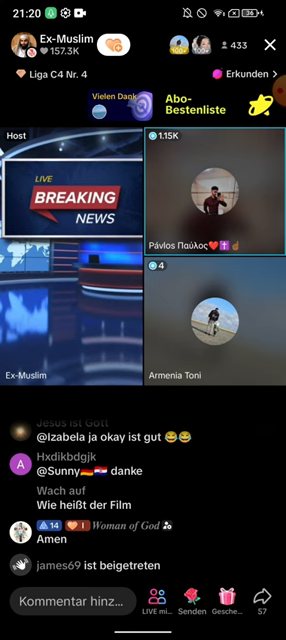 21:20
36
Ex-Muslim
157.3K
100+
100+
433
Liga C4 Nr. 4
Erkunden
Vielen Dank
Abo-
Bestenliste
Host
1.15K
LIVE
BREAKING
NEWS
Pávlos Παύλος❤️✝️☝🏾
4
Ex-Muslim
Armenia Toni
Jesus ist Gott
@Izabela ja okay ist gut 😂😂
A
Hxdikbdgjk
@Sunny🇩🇪🇭🇷 danke
Wach auf
Wie heißt der Film
14
I
Woman of God
Amen
james69 ist beigetreten
Kommentar hinz...
LIVE mi...
Senden
Gesche...
57